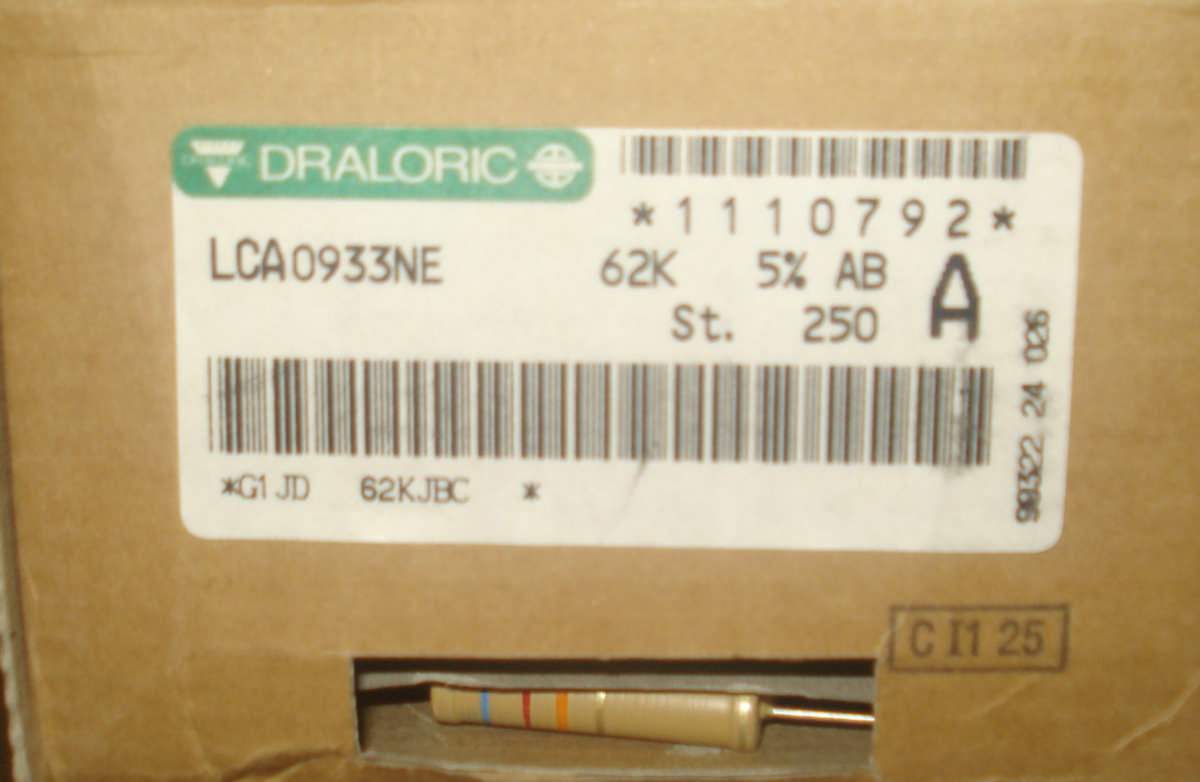 DRALORIC
*1110792*
LCA0933NE 62K 5% AB A
St. 250
*G1JD 62KJBC *
98322 24 026
C I1 25